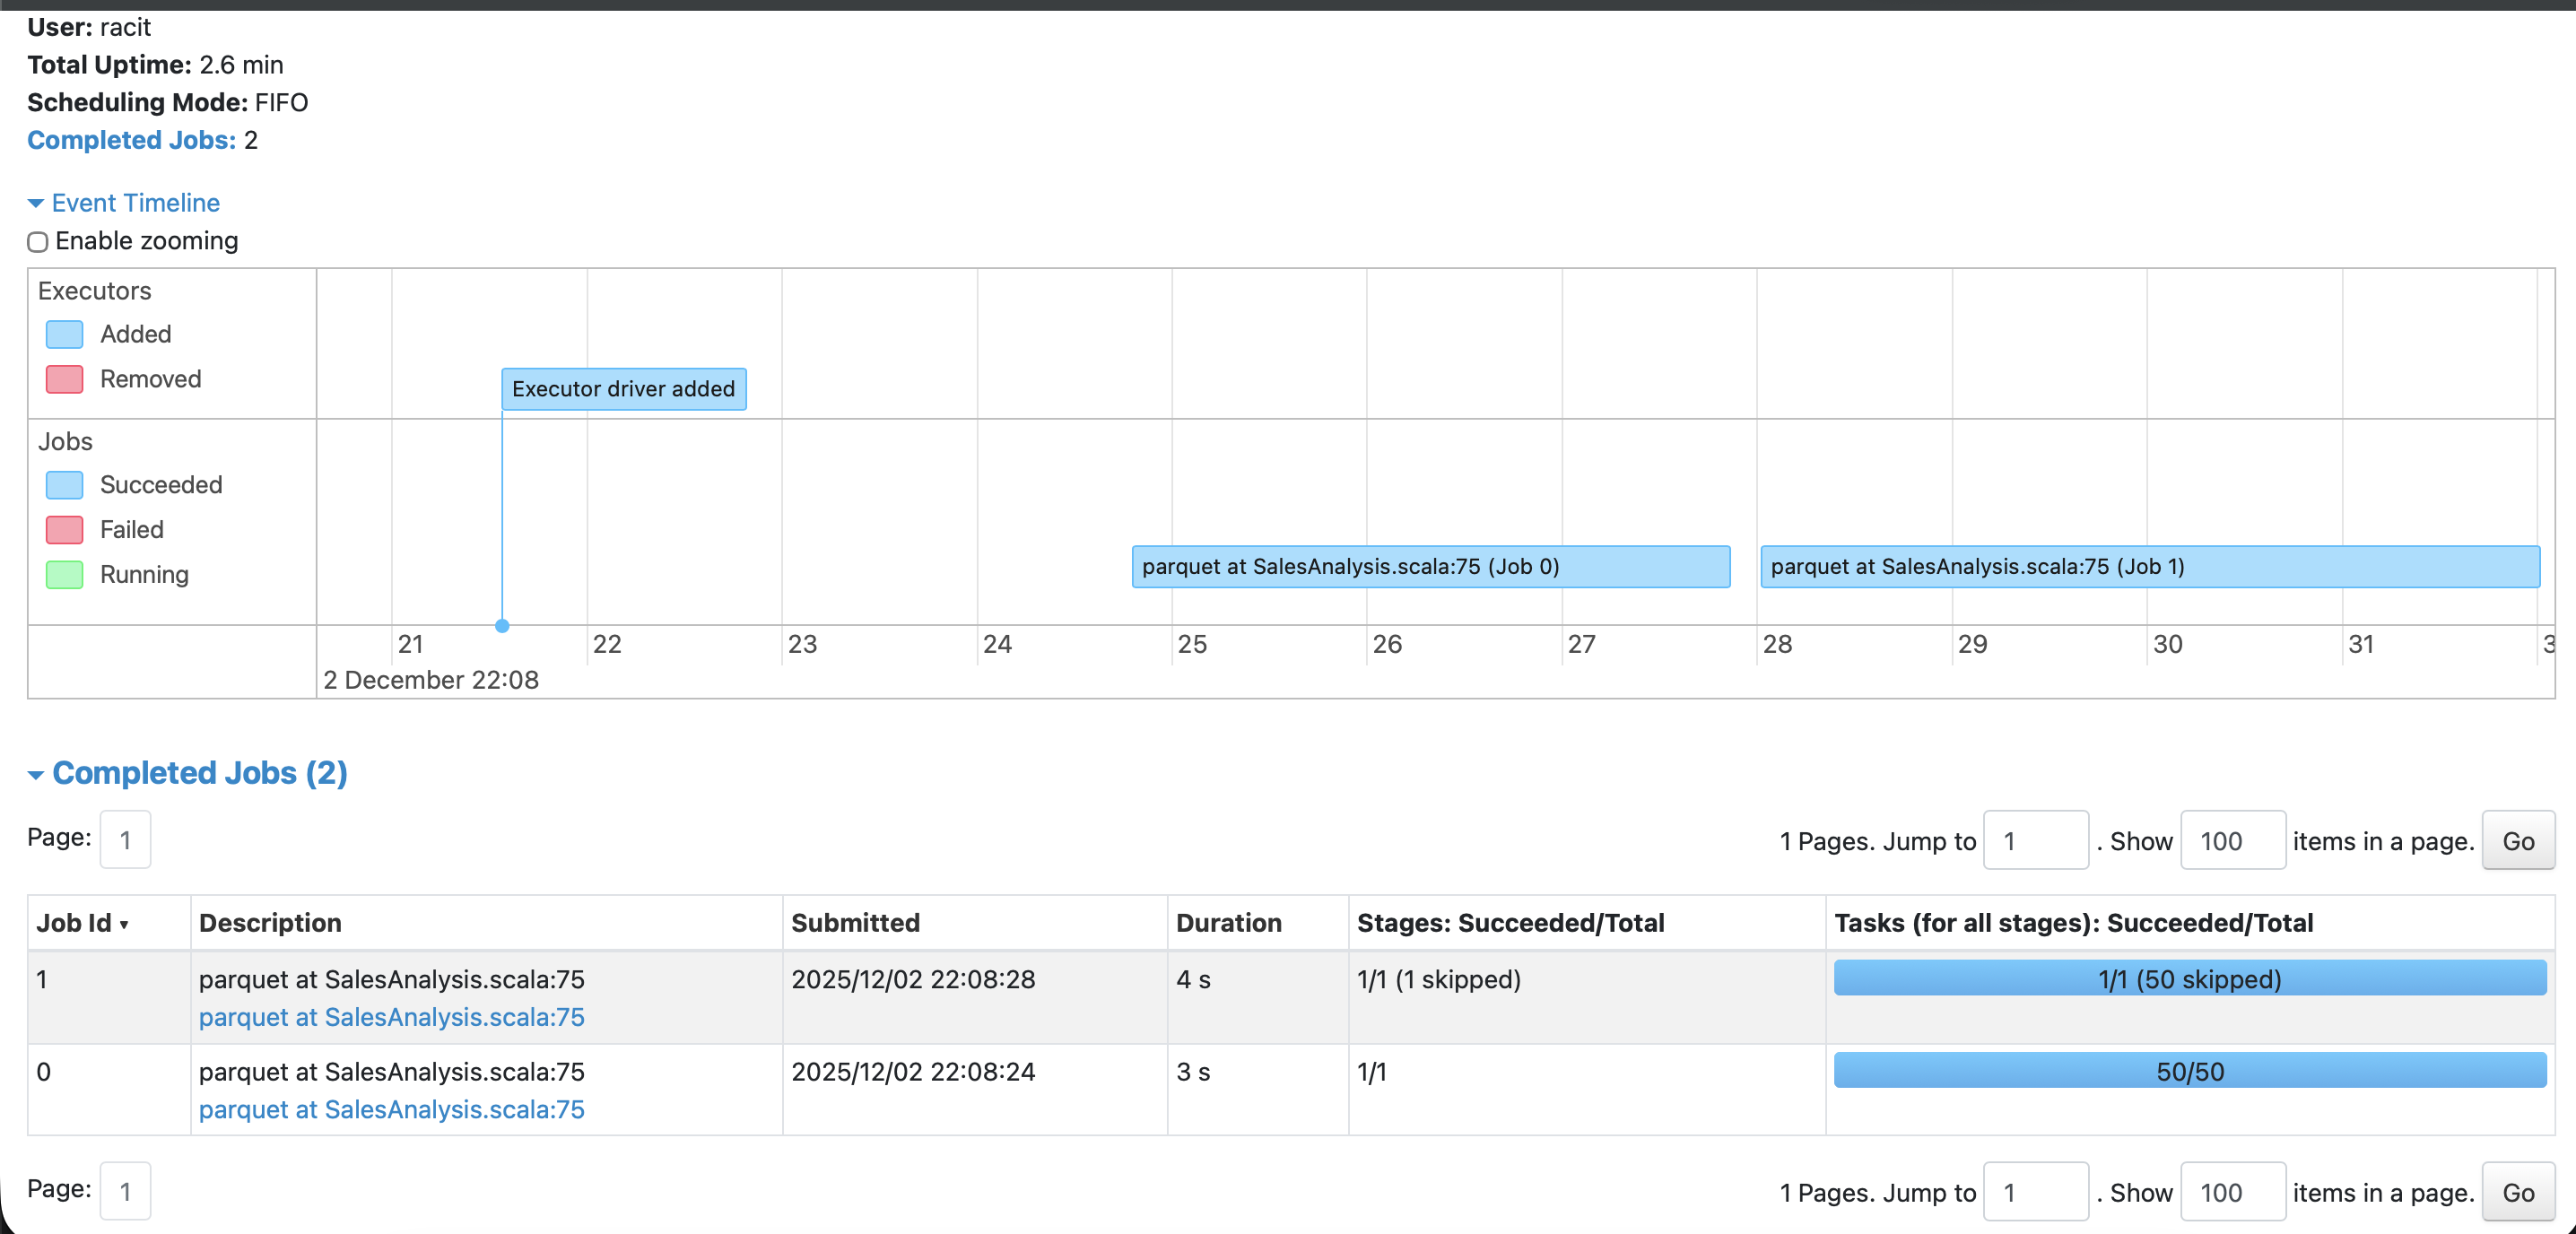 User: racit
Total Uptime: 2.6 min
Scheduling Mode: FIFO
Completed Jobs: 2
Event Timeline
Enable zooming
Executors
Added
Removed
Executor driver added
Jobs
Succeeded
Failed
Running
parquet at SalesAnalysis.scala:75 (Job 0)
parquet at SalesAnalysis.scala:75 (Job 1)
21 22 23 24 25 26 27 28 29 30 31 3
2 December 22:08
Completed Jobs (2)
Page: 1
1 Pages. Jump to 1 . Show 100 items in a page. Go
Job Id ▾ Description Submitted Duration Stages: Succeeded/Total Tasks (for all stages): Succeeded/Total
1 parquet at SalesAnalysis.scala:75 2025/12/02 22:08:28 4 s 1/1 (1 skipped) 1/1 (50 skipped)
parquet at SalesAnalysis.scala:75
0 parquet at SalesAnalysis.scala:75 2025/12/02 22:08:24 3 s 1/1 50/50
parquet at SalesAnalysis.scala:75
Page: 1
1 Pages. Jump to 1 . Show 100 items in a page. Go